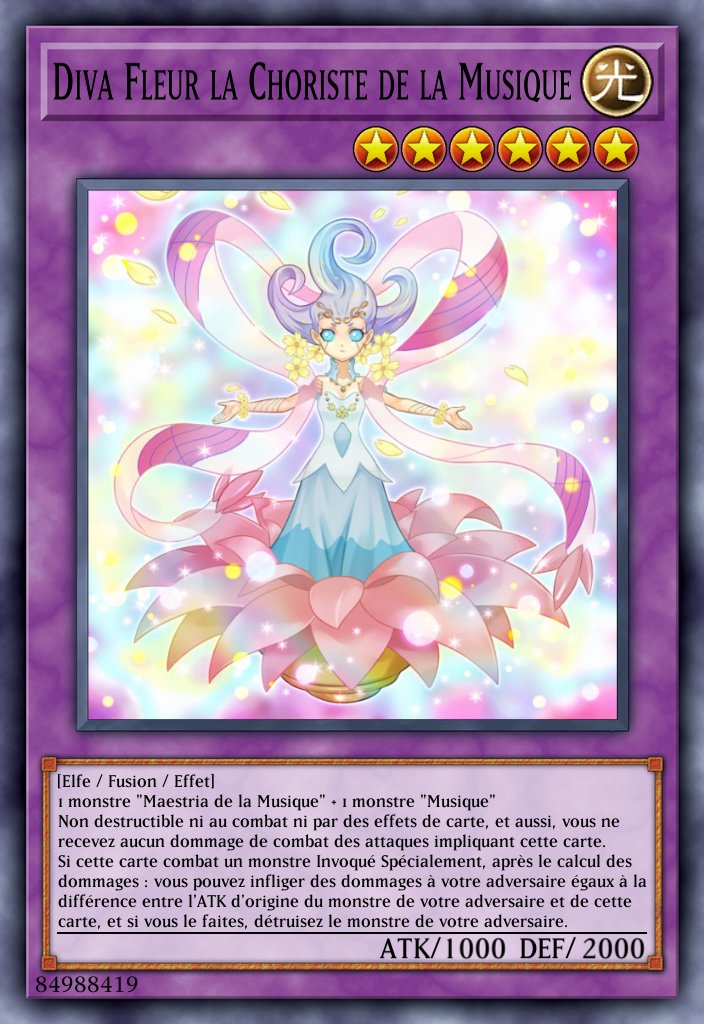 Diva Fleur la Choriste de la Musique
光
[Elfe / Fusion / Effet]
1 monstre "Maestria de la Musique" + 1 monstre "Musique"
Non destructible ni au combat ni par des effets de carte, et aussi, vous ne
recevez aucun dommage de combat des attaques impliquant cette carte.
Si cette carte combat un monstre Invoqué Spécialement, après le calcul des
dommages : vous pouvez infliger des dommages à votre adversaire égaux à la
différence entre l'ATK d'origine du monstre de votre adversaire et de cette
carte, et si vous le faites, détruisez le monstre de votre adversaire.
ATK/1000 DEF/2000
84988419